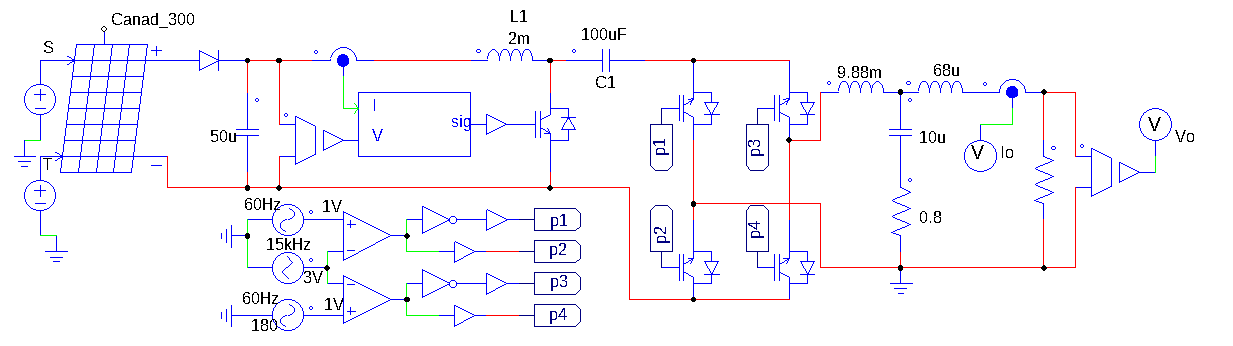 Canad_300
S
+
T
−
50u
I
V
sig
L1
2m
100uF
C1
p1
p3
p2
p4
9.88m
68u
10u
0.8
V
Io
V
Vo
60Hz
1V
15kHz
3V
60Hz
180
1V
p1
p2
p3
p4